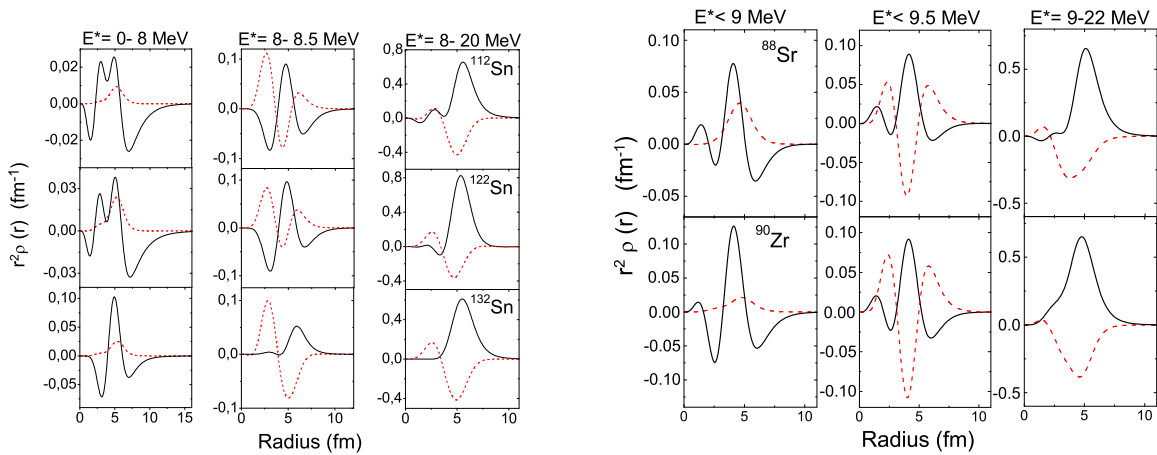 E*= 0- 8 MeV
E*= 8- 8.5 MeV
E*= 8- 20 MeV
0,02
0,00
-0,02
0,1
0,0
-0,1
0,8
0,4
0,0
-0,4
¹¹²Sn
0,03
0,00
-0,03
0,1
0,0
-0,1
0,8
0,4
0,0
-0,4
¹²²Sn
0,10
0,05
0,00
-0,05
0,1
0,0
-0,1
0,4
0,0
-0,4
¹³²Sn
0 5 10 15
0 5 10
0 5 10
r²ρ (r) (fm⁻¹)
Radius (fm)
E*< 9 MeV
E*< 9.5 MeV
E*= 9-22 MeV
0.10
0.05
0.00
-0.05
⁸⁸Sr
0.10
0.05
0.00
-0.05
-0.10
0.5
0.0
-0.5
0.10
0.05
0.00
-0.05
-0.10
⁹⁰Zr
0.10
0.05
0.00
-0.05
-0.10
0.5
0.0
-0.5
0 5 10
0 5 10
0 5 10
r² ρ (r) (fm⁻¹)
Radius (fm)